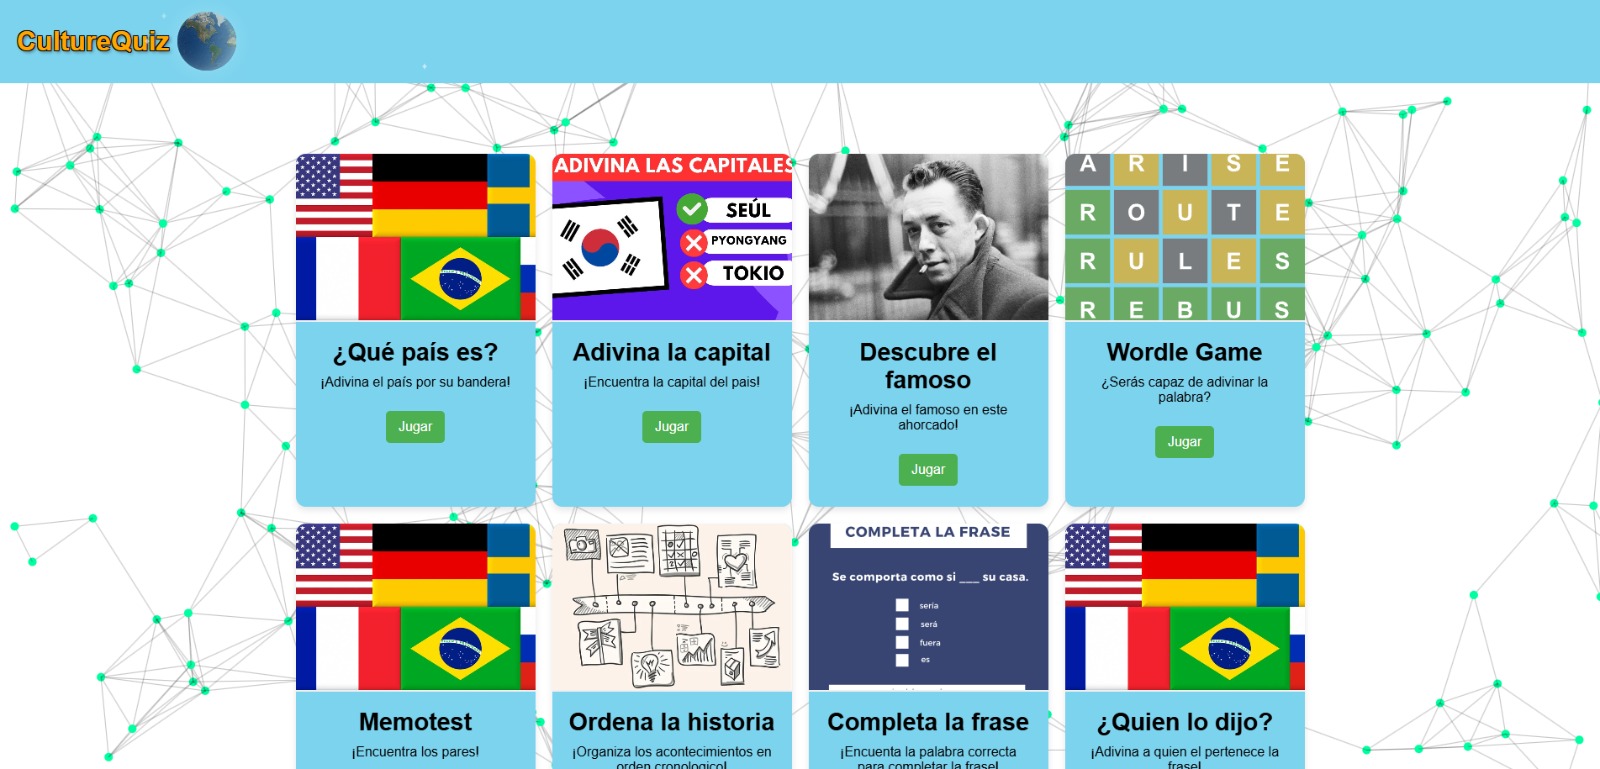 CultureQuiz
ADIVINA LAS CAPITALES
SEÚL
PYONGYANG
TOKIO
A R I S E
R O U T E
R U L E S
R E B U S
¿Qué país es?
¡Adivina el país por su bandera!
Jugar
Adivina la capital
¡Encuentra la capital del pais!
Jugar
Descubre el
famoso
¡Adivina el famoso en este
ahorcado!
Jugar
Wordle Game
¿Serás capaz de adivinar la
palabra?
Jugar
COMPLETA LA FRASE
Se comporta como si ___ su casa.
sería
será
fuera
es
Memotest
¡Encuentra los pares!
Ordena la historia
¡Organiza los acontecimientos en
orden cronologico!
Completa la frase
¡Encuenta la palabra correcta
para completar la frase!
¿Quien lo dijo?
¡Adivina a quien el pertenece la
frase!